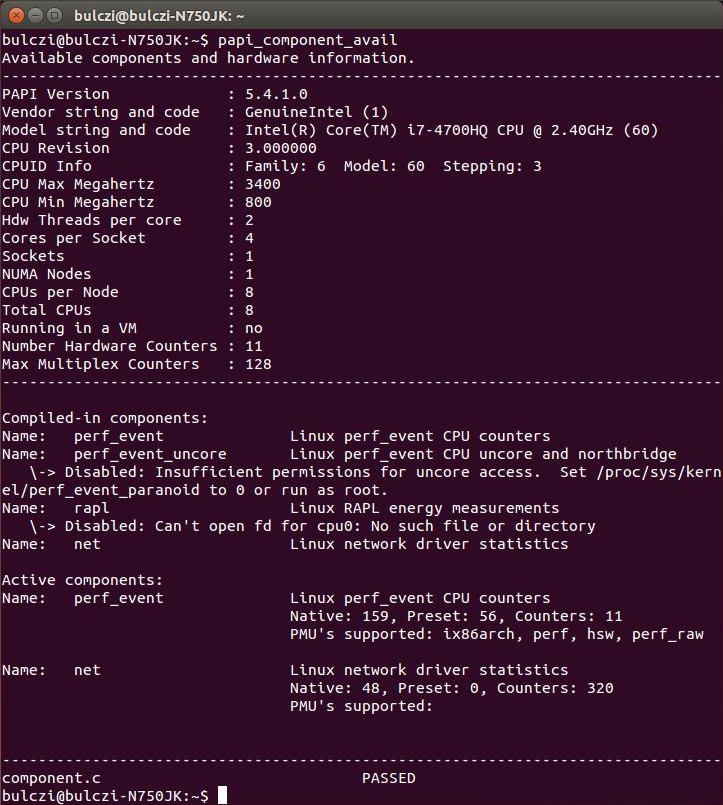 bulczi@bulczi-N750JK: ~
bulczi@bulczi-N750JK:~$ papi_component_avail
Available components and hardware information.
--------------------------------------------------------------------------------
PAPI Version             : 5.4.1.0
Vendor string and code   : GenuineIntel (1)
Model string and code    : Intel(R) Core(TM) i7-4700HQ CPU @ 2.40GHz (60)
CPU Revision             : 3.000000
CPUID Info               : Family: 6  Model: 60  Stepping: 3
CPU Max Megahertz        : 3400
CPU Min Megahertz        : 800
Hdw Threads per core     : 2
Cores per Socket         : 4
Sockets                  : 1
NUMA Nodes               : 1
CPUs per Node            : 8
Total CPUs               : 8
Running in a VM          : no
Number Hardware Counters : 11
Max Multiplex Counters   : 128
--------------------------------------------------------------------------------
Compiled-in components:
Name:   perf_event              Linux perf_event CPU counters
Name:   perf_event_uncore       Linux perf_event CPU uncore and northbridge
   \-> Disabled: Insufficient permissions for uncore access.  Set /proc/sys/kern
el/perf_event_paranoid to 0 or run as root.
Name:   rapl                    Linux RAPL energy measurements
   \-> Disabled: Can't open fd for cpu0: No such file or directory
Name:   net                     Linux network driver statistics
Active components:
Name:   perf_event              Linux perf_event CPU counters
                                Native: 159, Preset: 56, Counters: 11
                                PMU's supported: ix86arch, perf, hsw, perf_raw
Name:   net                     Linux network driver statistics
                                Native: 48, Preset: 0, Counters: 320
                                PMU's supported:
--------------------------------------------------------------------------------
component.c                             PASSED
bulczi@bulczi-N750JK:~$